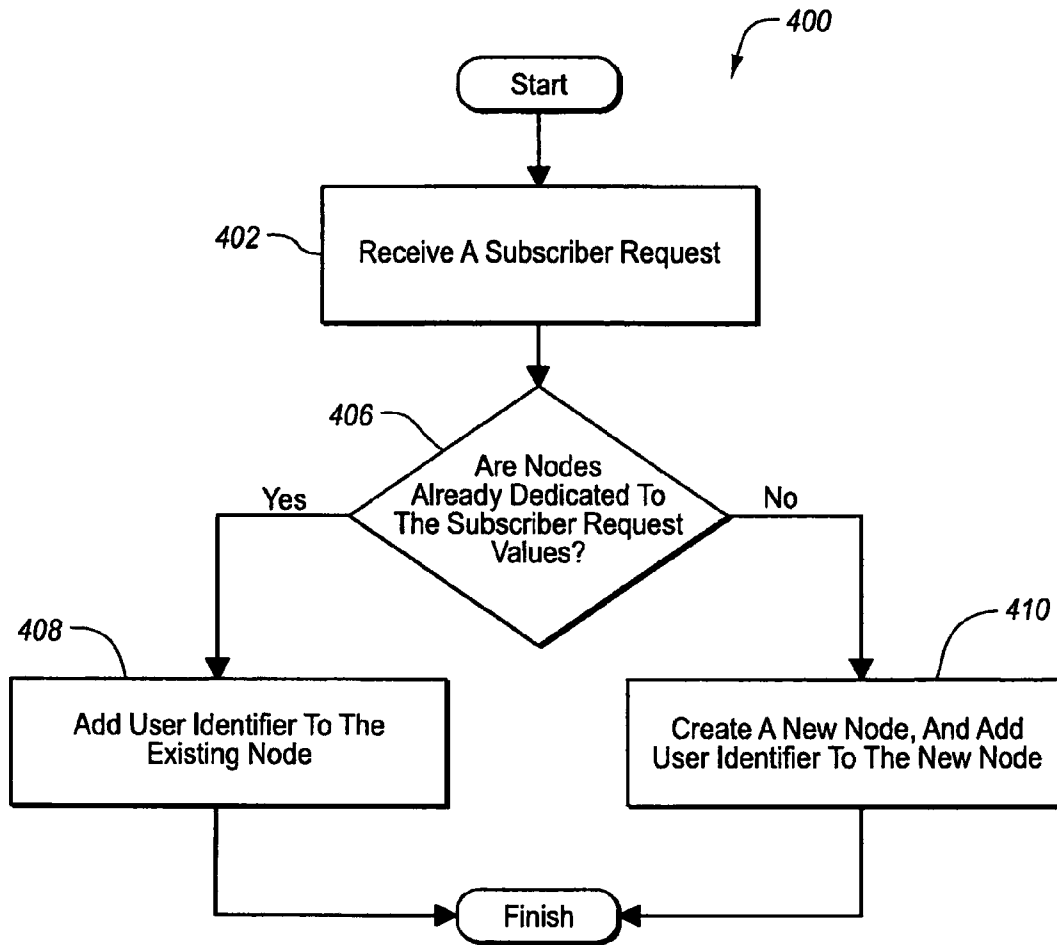 400
Start
402
Receive A Subscriber Request
406
Are Nodes
Already Dedicated To
The Subscriber Request
Values?
Yes
No
408
Add User Identifier To The
Existing Node
410
Create A New Node, And Add
User Identifier To The New Node
Finish